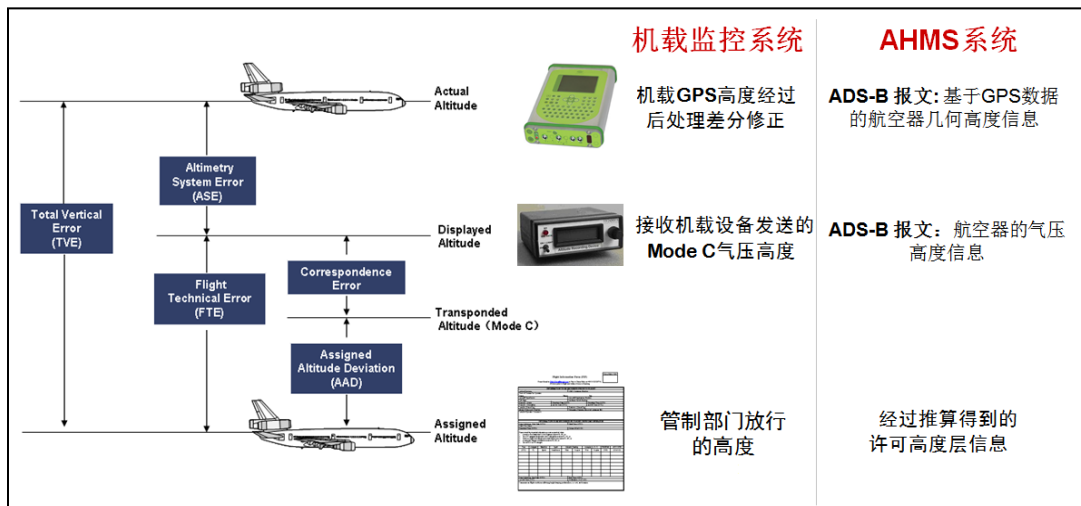 机载监控系统
AHMS系统
Actual
Altitude
机载GPS高度经过
后处理差分修正
ADS-B 报文: 基于GPS数据
的航空器几何高度信息
Altimetry
System Error
(ASE)
Total Vertical
Error
(TVE)
Displayed
Altitude
接收机载设备发送的
Mode C气压高度
ADS-B 报文：航空器的气压
高度信息
Correspondence
Error
Flight
Technical Error
(FTE)
Transponded
Altitude（Mode C）
Assigned
Altitude Deviation
(AAD)
Assigned
Altitude
管制部门放行
的高度
经过推算得到的
许可高度层信息